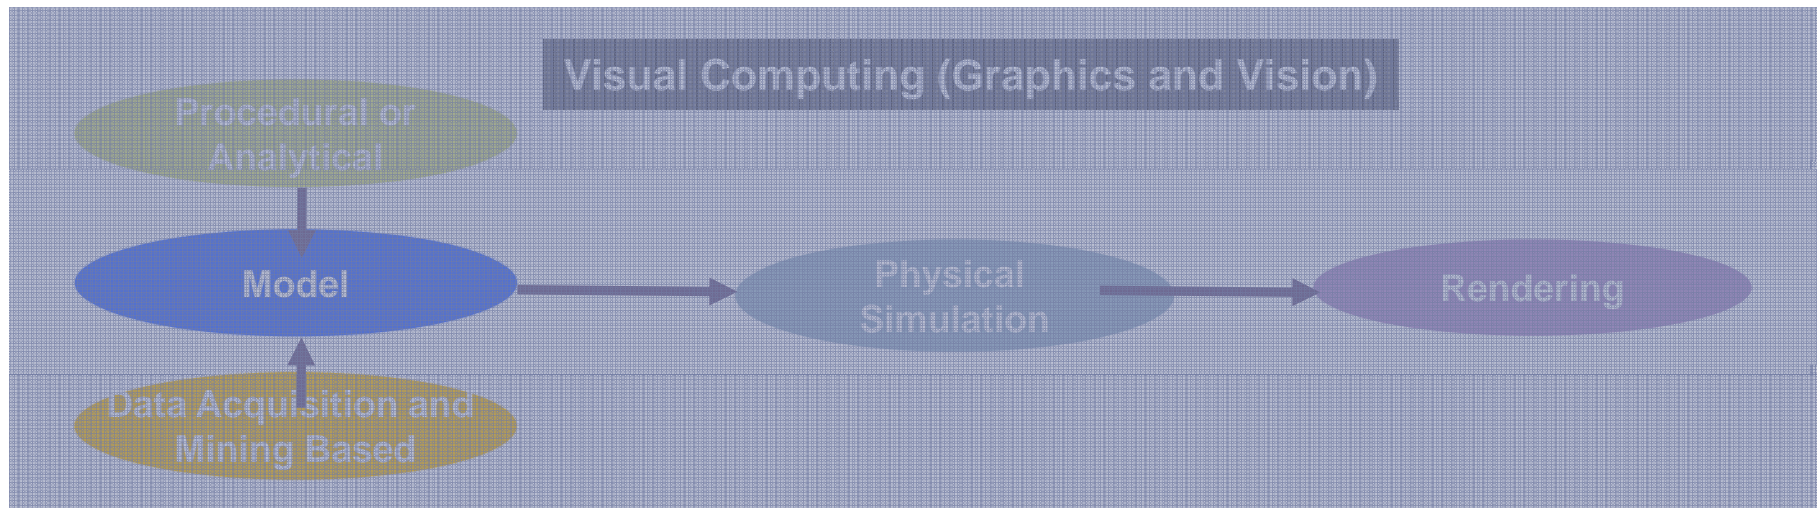 Visual Computing (Graphics and Vision)
Procedural or
Analytical
Model
Physical
Simulation
Rendering
Data Acquisition and
Mining Based